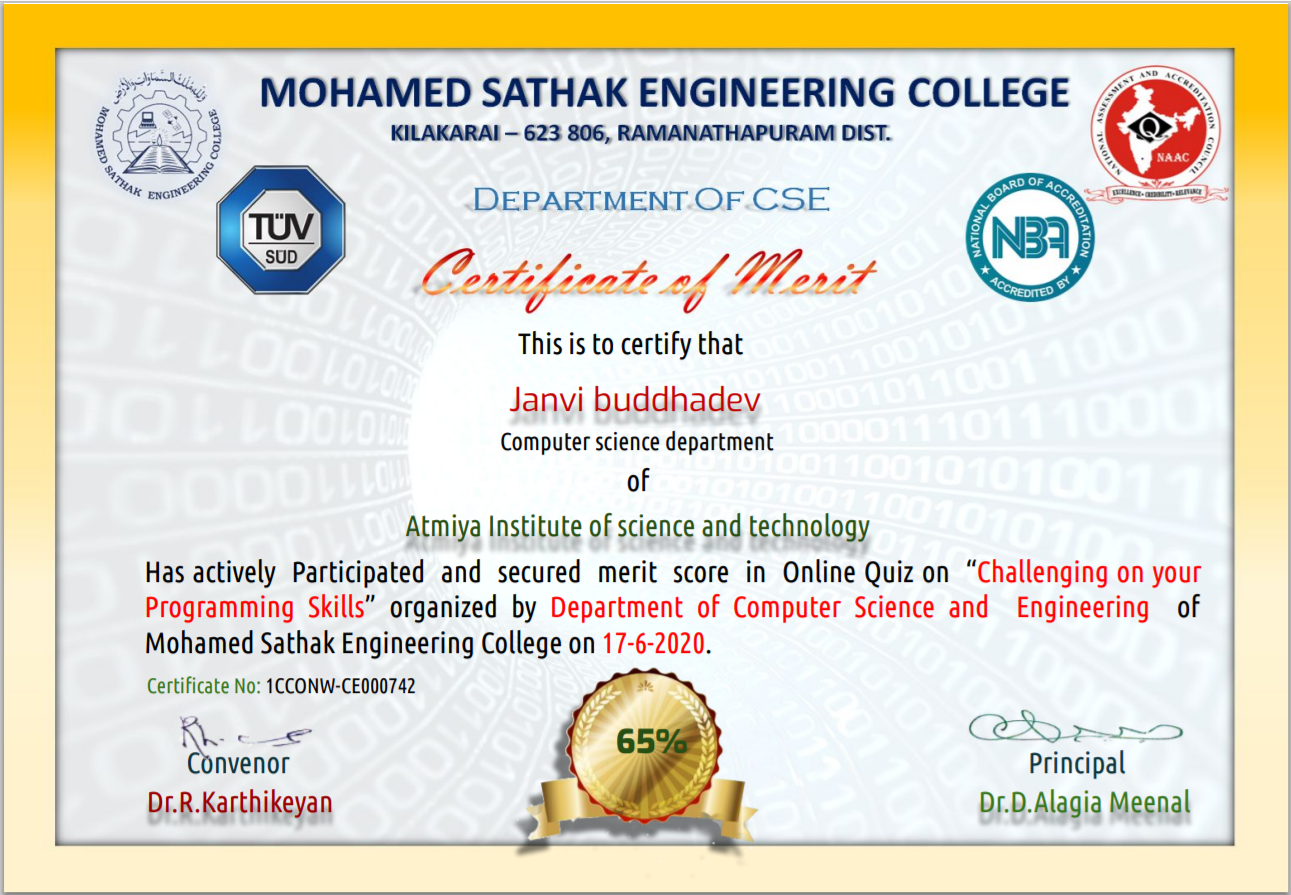 MOHAMED SATHAK ENGINEERING COLLEGE
KILAKARAI – 623 806, RAMANATHAPURAM DIST.
MOHAMED SATHAK ENGINEERING COLLEGE
NATIONAL ASSESSMENT AND ACCREDITATION COUNCIL
NAAC
EXCELLENCE • CREDIBILITY • RELEVANCE
TÜV
SÜD
DEPARTMENT OF CSE
NATIONAL BOARD OF ACCREDITATION
NBA
ACCREDITED BY
Certificate of Merit
This is to certify that
Janvi buddhadev
Computer science department
of
Atmiya Institute of science and technology
Has actively Participated and secured merit score in Online Quiz on “Challenging on your
Programming Skills” organized by Department of Computer Science and Engineering of
Mohamed Sathak Engineering College on 17-6-2020.
Certificate No: 1CCONW-CE000742
65%
Convenor
Dr.R.Karthikeyan
Principal
Dr.D.Alagia Meenal